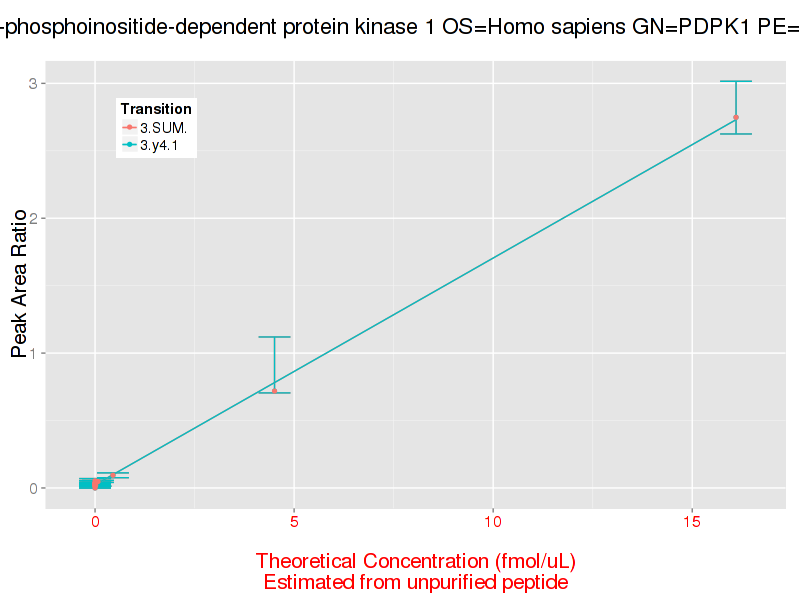 -phosphoinositide-dependent protein kinase 1 OS=Homo sapiens GN=PDPK1 PE=
Peak Area Ratio
3
2
1
0
Transition
3.SUM.
3.y4.1
0 5 10 15
Theoretical Concentration (fmol/uL)
Estimated from unpurified peptide